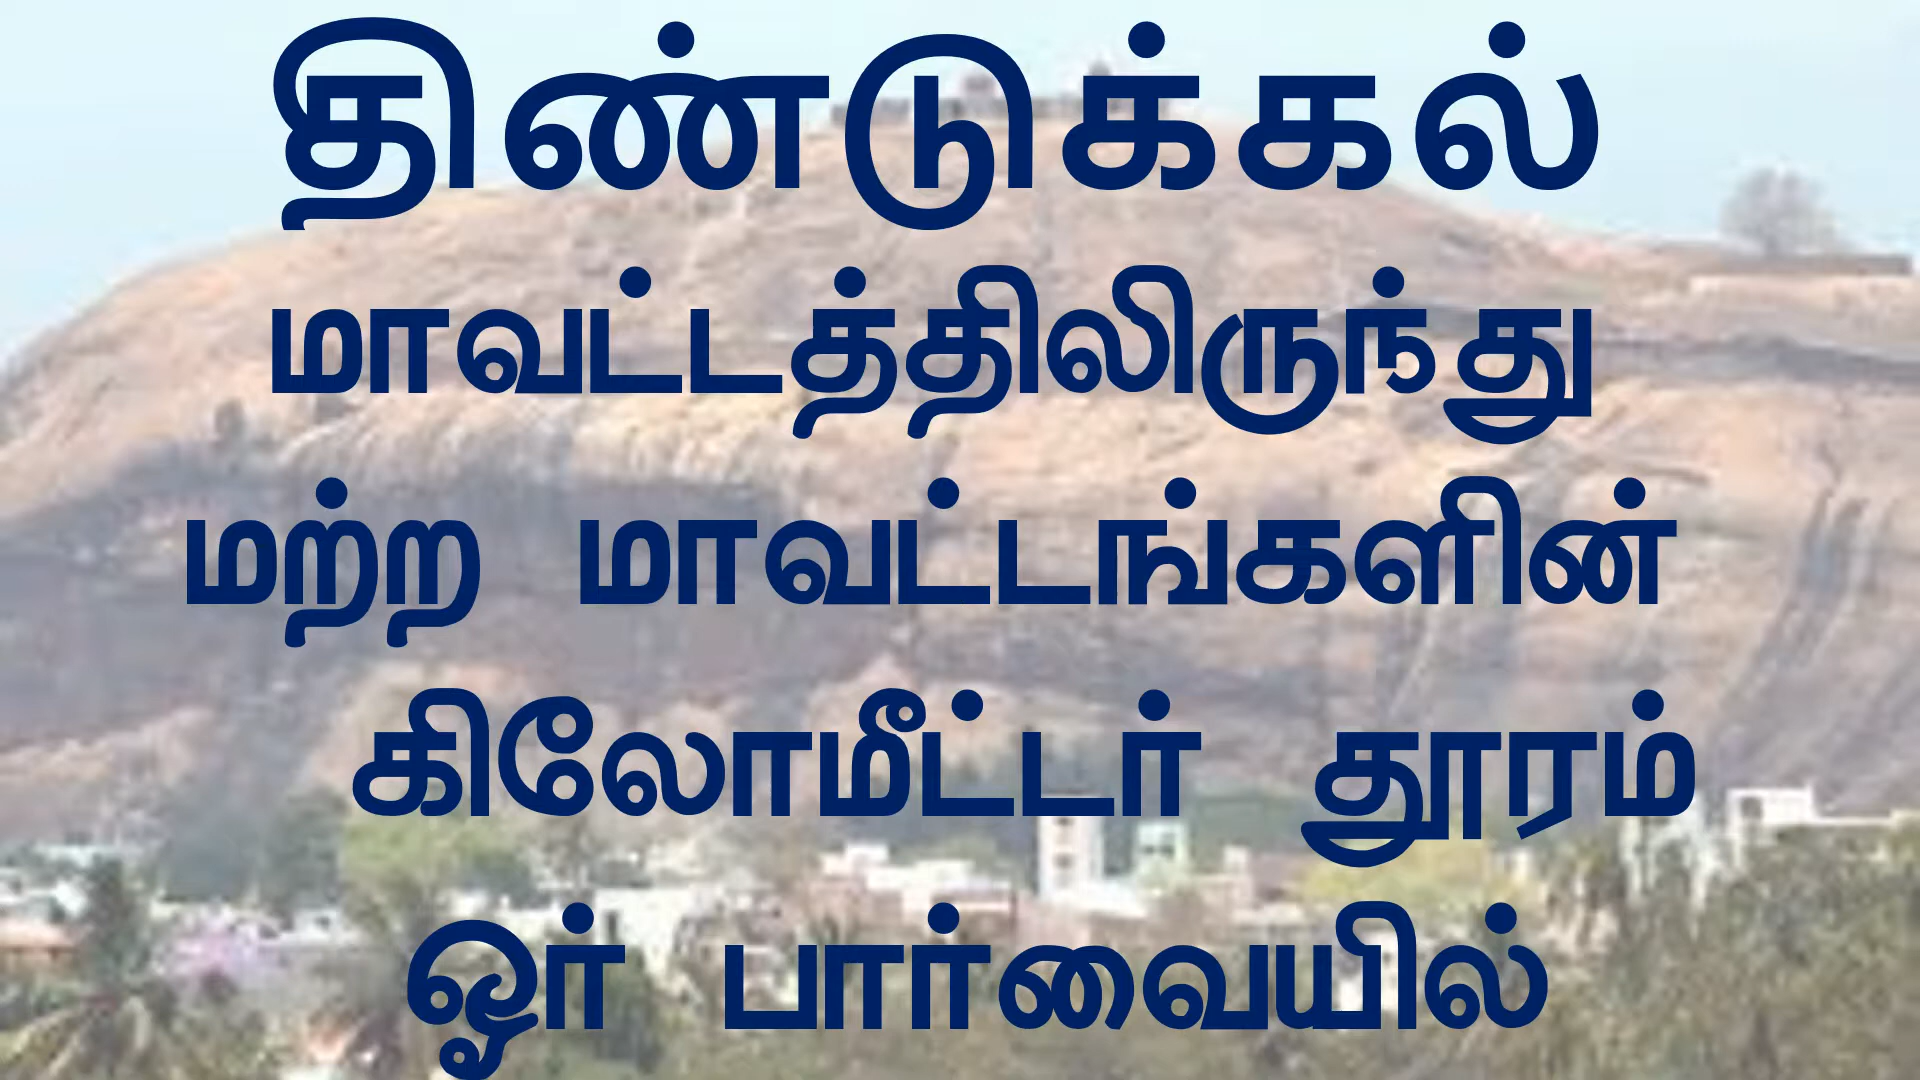 திண்டுக்கல்
மாவட்டத்திலிருந்து
மற்ற மாவட்டங்களின்
கிலோமீட்டர் தூரம்
ஓர் பார்வையில்